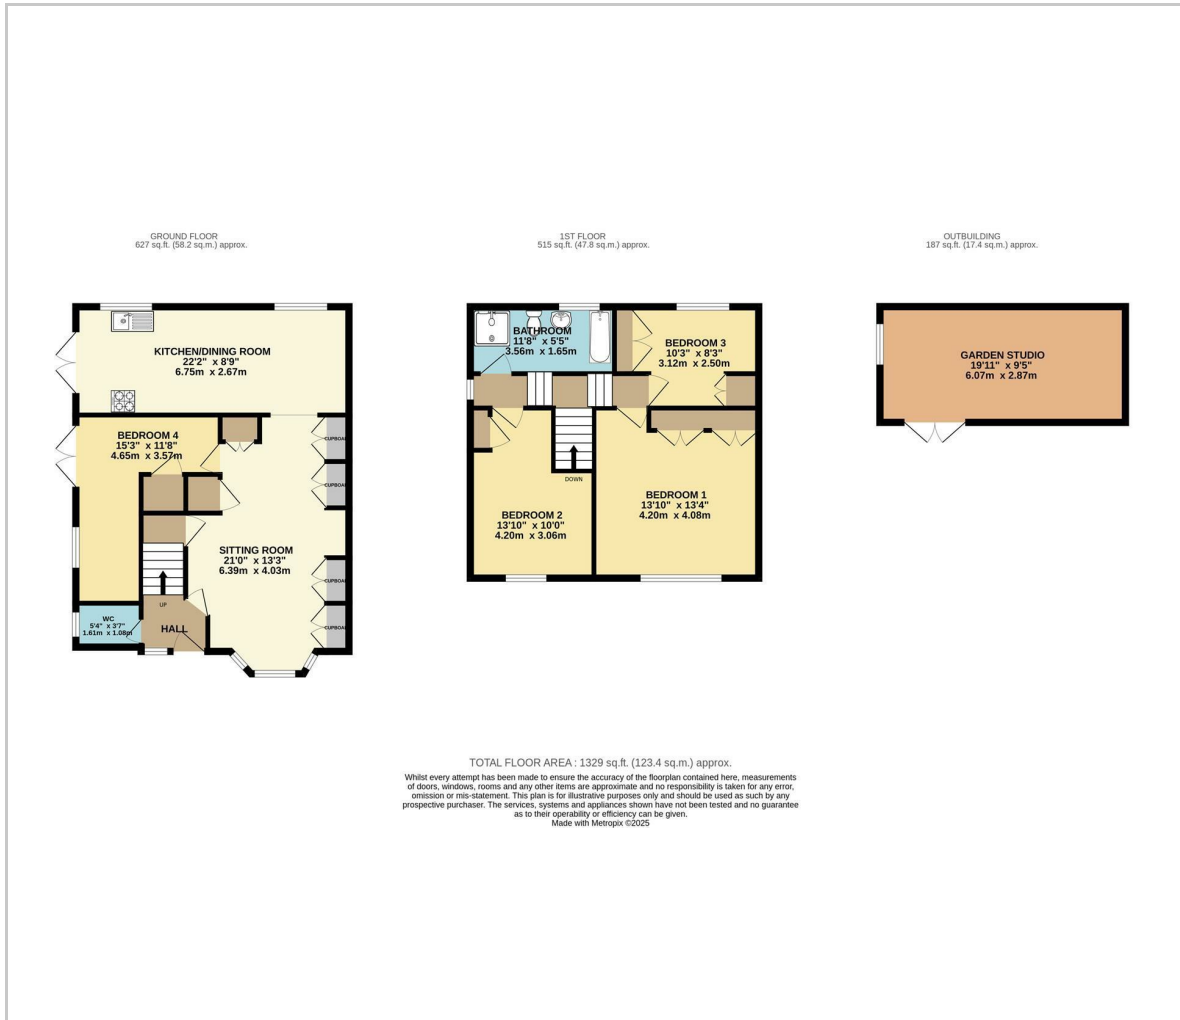 GROUND FLOOR
627 sq.ft. (58.2 sq.m.) approx.
1ST FLOOR
515 sq.ft. (47.8 sq.m.) approx.
OUTBUILDING
187 sq.ft. (17.4 sq.m.) approx.
KITCHEN/DINING ROOM
22'2" x 8'9"
6.75m x 2.67m
BEDROOM 4
15'3" x 11'8"
4.65m x 3.57m
CUPBOA
CUPBOA
SITTING ROOM
21'0" x 13'3"
6.39m x 4.03m
CUPBOA
CUPBOA
UP
WC
5'4" x 3'7"
1.61m x 1.08m
HALL
BATHROOM
11'8" x 5'5"
3.56m x 1.65m
BEDROOM 3
10'3" x 8'3"
3.12m x 2.50m
DOWN
BEDROOM 2
13'10" x 10'0"
4.20m x 3.06m
BEDROOM 1
13'10" x 13'4"
4.20m x 4.08m
GARDEN STUDIO
19'11" x 9'5"
6.07m x 2.87m
TOTAL FLOOR AREA : 1329 sq.ft. (123.4 sq.m.) approx.
Whilst every attempt has been made to ensure the accuracy of the floorplan contained here, measurements
of doors, windows, rooms and any other items are approximate and no responsibility is taken for any error,
omission or mis-statement. This plan is for illustrative purposes only and should be used as such by any
prospective purchaser. The services, systems and appliances shown have not been tested and no guarantee
as to their operability or efficiency can be given.
Made with Metropix ©2025